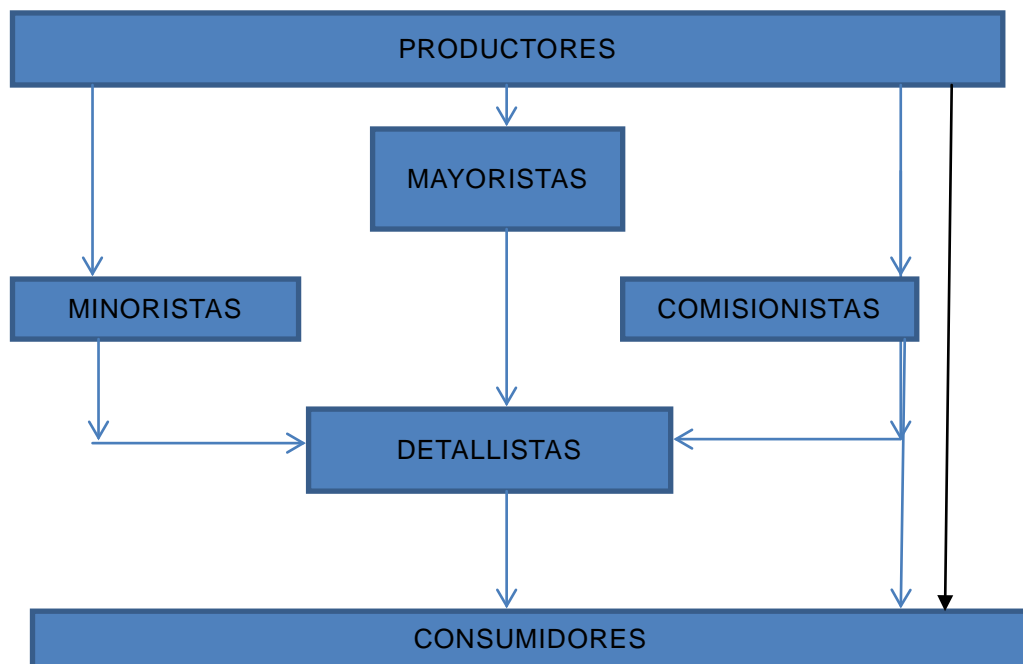 PRODUCTORES
MAYORISTAS
MINORISTAS
COMISIONISTAS
DETALLISTAS
CONSUMIDORES